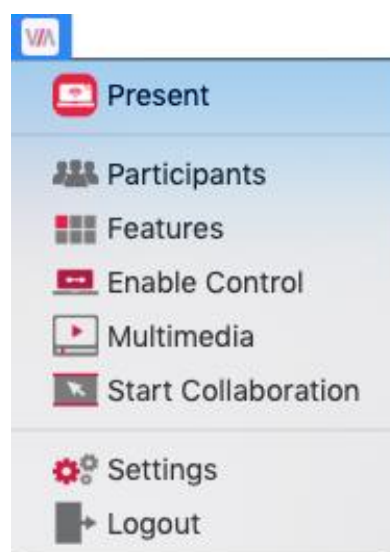 VIA
Present
Participants
Features
Enable Control
Multimedia
Start Collaboration
Settings
Logout